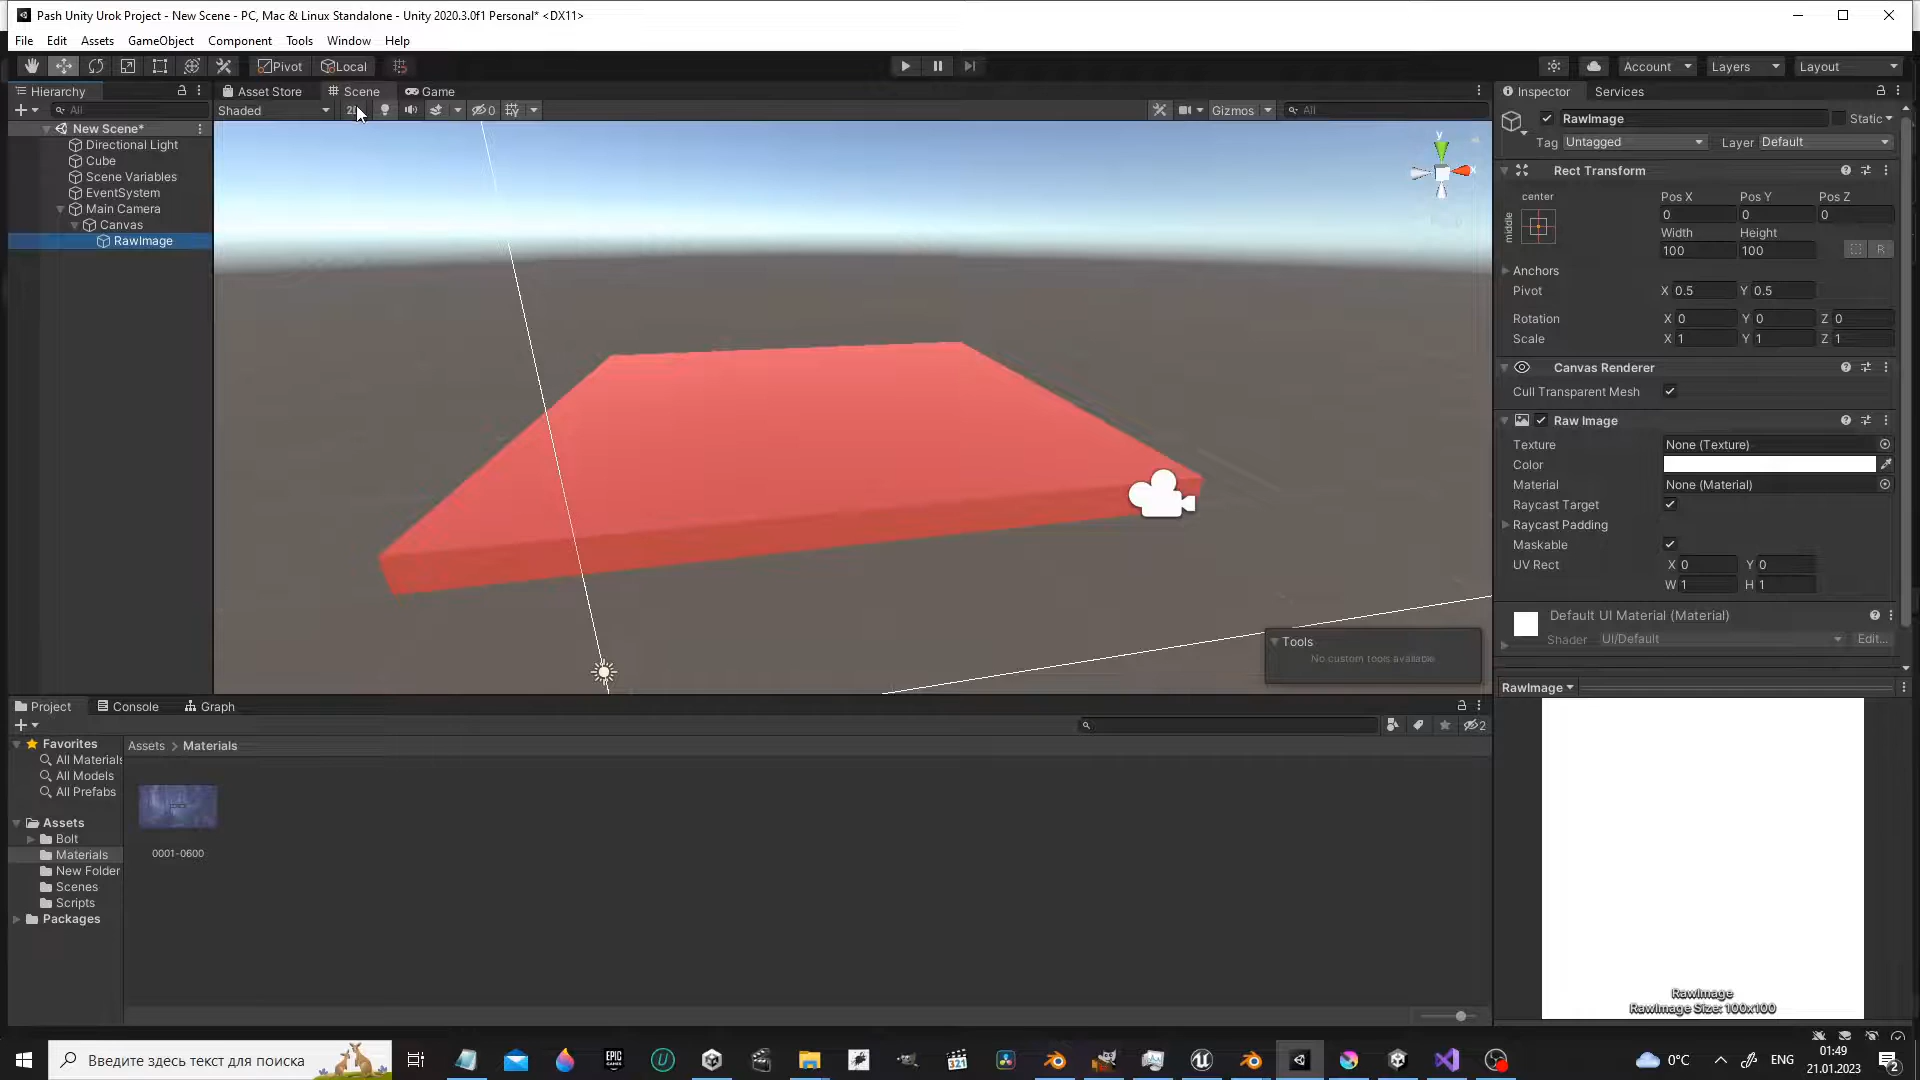 Pash Unity Urok Project - New Scene - PC, Mac & Linux Standalone - Unity 2020.3.0f1 Personal* <DX11>
File Edit Assets GameObject Component Tools Window Help
Pivot Local Account Layers Layout
Hierarchy Asset Store Scene Game Inspector Services
All Shaded 2D 0 Gizmos All
RawImage Static
New Scene*
Directional Light
Cube
Scene Variables
EventSystem
Main Camera
Canvas
RawImage
y
x
Tag Untagged Layer Default
Rect Transform
center
middle
Pos X Pos Y Pos Z
0 0 0
Width Height
100 100
R
Anchors
Pivot X 0.5 Y 0.5
Rotation X 0 Y 0 Z 0
Scale X 1 Y 1 Z 1
Canvas Renderer
Cull Transparent Mesh
Raw Image
Texture None (Texture)
Color
Material None (Material)
Raycast Target
Raycast Padding
Maskable
UV Rect X 0 Y 0
W 1 H 1
Default UI Material (Material)
Shader UI/Default Edit...
Tools
No custom tools available
RawImage
RawImage
RawImage Size: 100x100
Project Console Graph
2
Favorites
All Materials
All Models
All Prefabs
Assets
Bolt
Materials
New Folder
Scenes
Scripts
Packages
Assets > Materials
0001-0600
Введите здесь текст для поиска
EPIC GAMES
321
0°C
ENG
01:49
21.01.2023
2